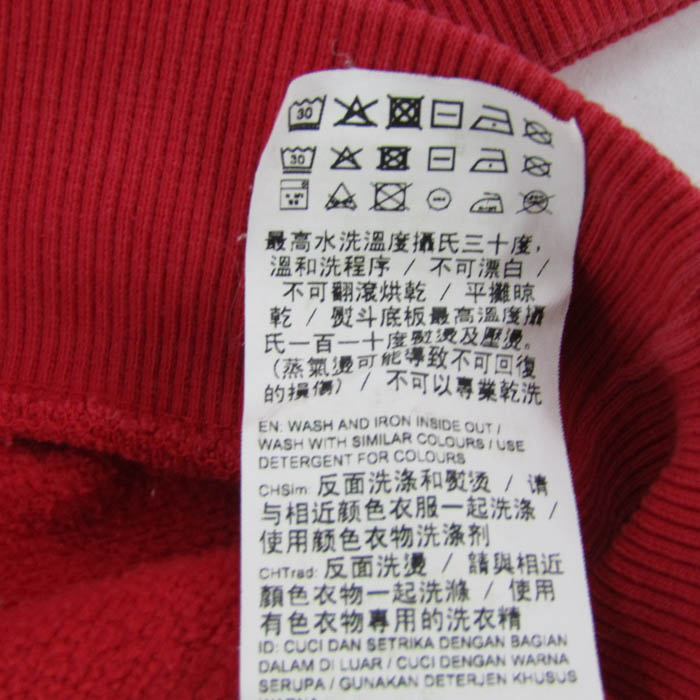 30
30
最高水洗溫度攝氏三十度,
溫和洗程序 / 不可漂白 /
不可翻滾烘乾 / 平攤晾
乾 / 熨斗底板最高溫度攝
氏一百一十度熨燙及壓燙。
(蒸氣燙可能導致不可回復
的損傷) / 不可以專業乾洗
EN: WASH AND IRON INSIDE OUT /
WASH WITH SIMILAR COLOURS / USE
DETERGENT FOR COLOURS
CHSim: 反面洗涤和熨烫 / 请
与相近颜色衣服一起洗涤 /
使用颜色衣物洗涤剂
CHTrad: 反面洗燙 / 請與相近
顏色衣物一起洗滌 / 使用
有色衣物專用的洗衣精
ID: CUCI DAN SETRIKA DENGAN BAGIAN
DALAM DI LUAR / CUCI DENGAN WARNA
SERUPA / GUNAKAN DETERJEN KHUSUS
WARNA